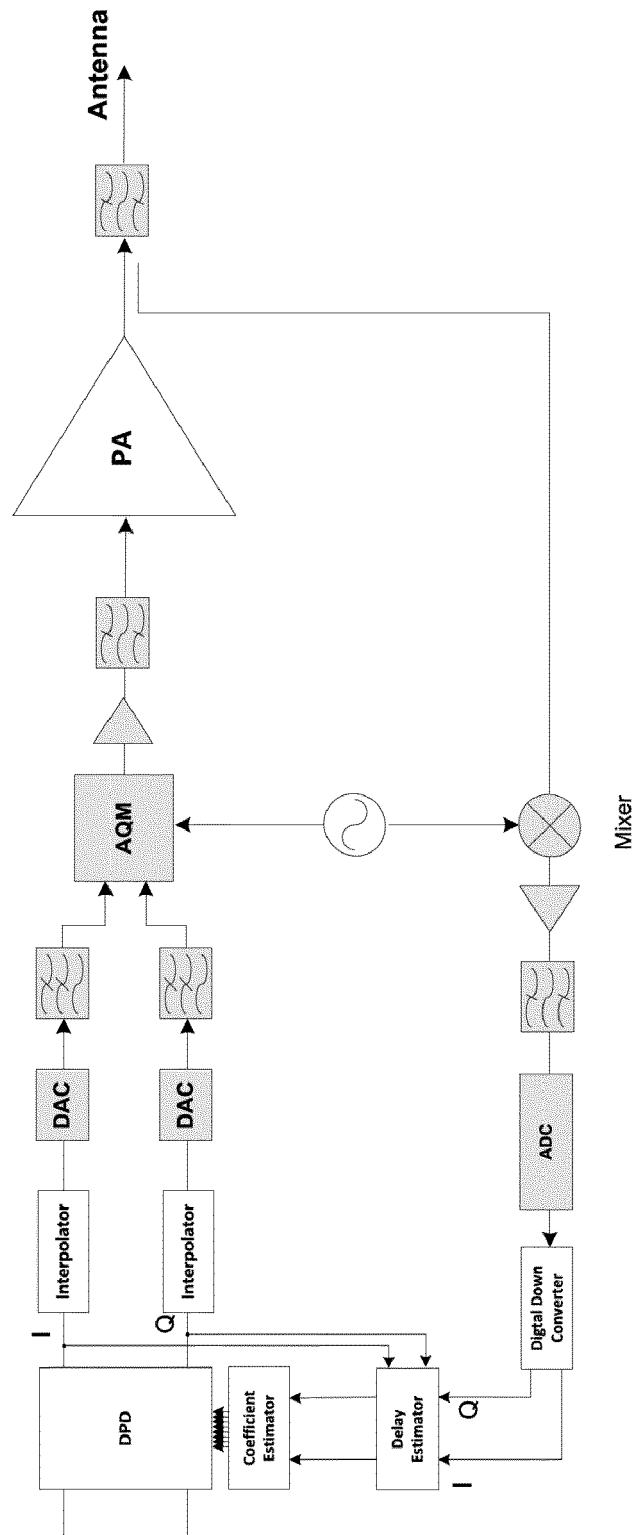 Antenna
PA
AQM
DAC
DAC
Interpolator
Interpolator
I
Q
DPD
Coefficient
Estimator
Delay
Estimator
I
Q
Digtal Down
Converter
ADC
Mixer